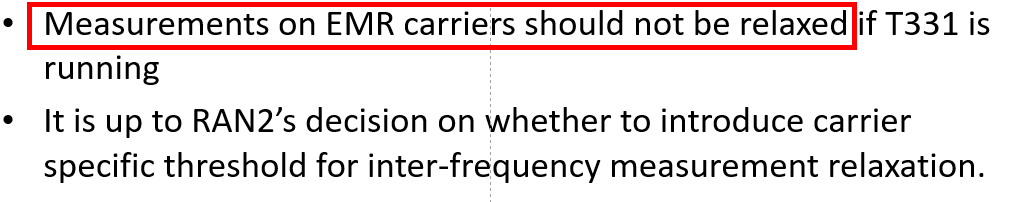 • Measurements on EMR carriers should not be relaxed if T331 is
running
• It is up to RAN2's decision on whether to introduce carrier
specific threshold for inter-frequency measurement relaxation.